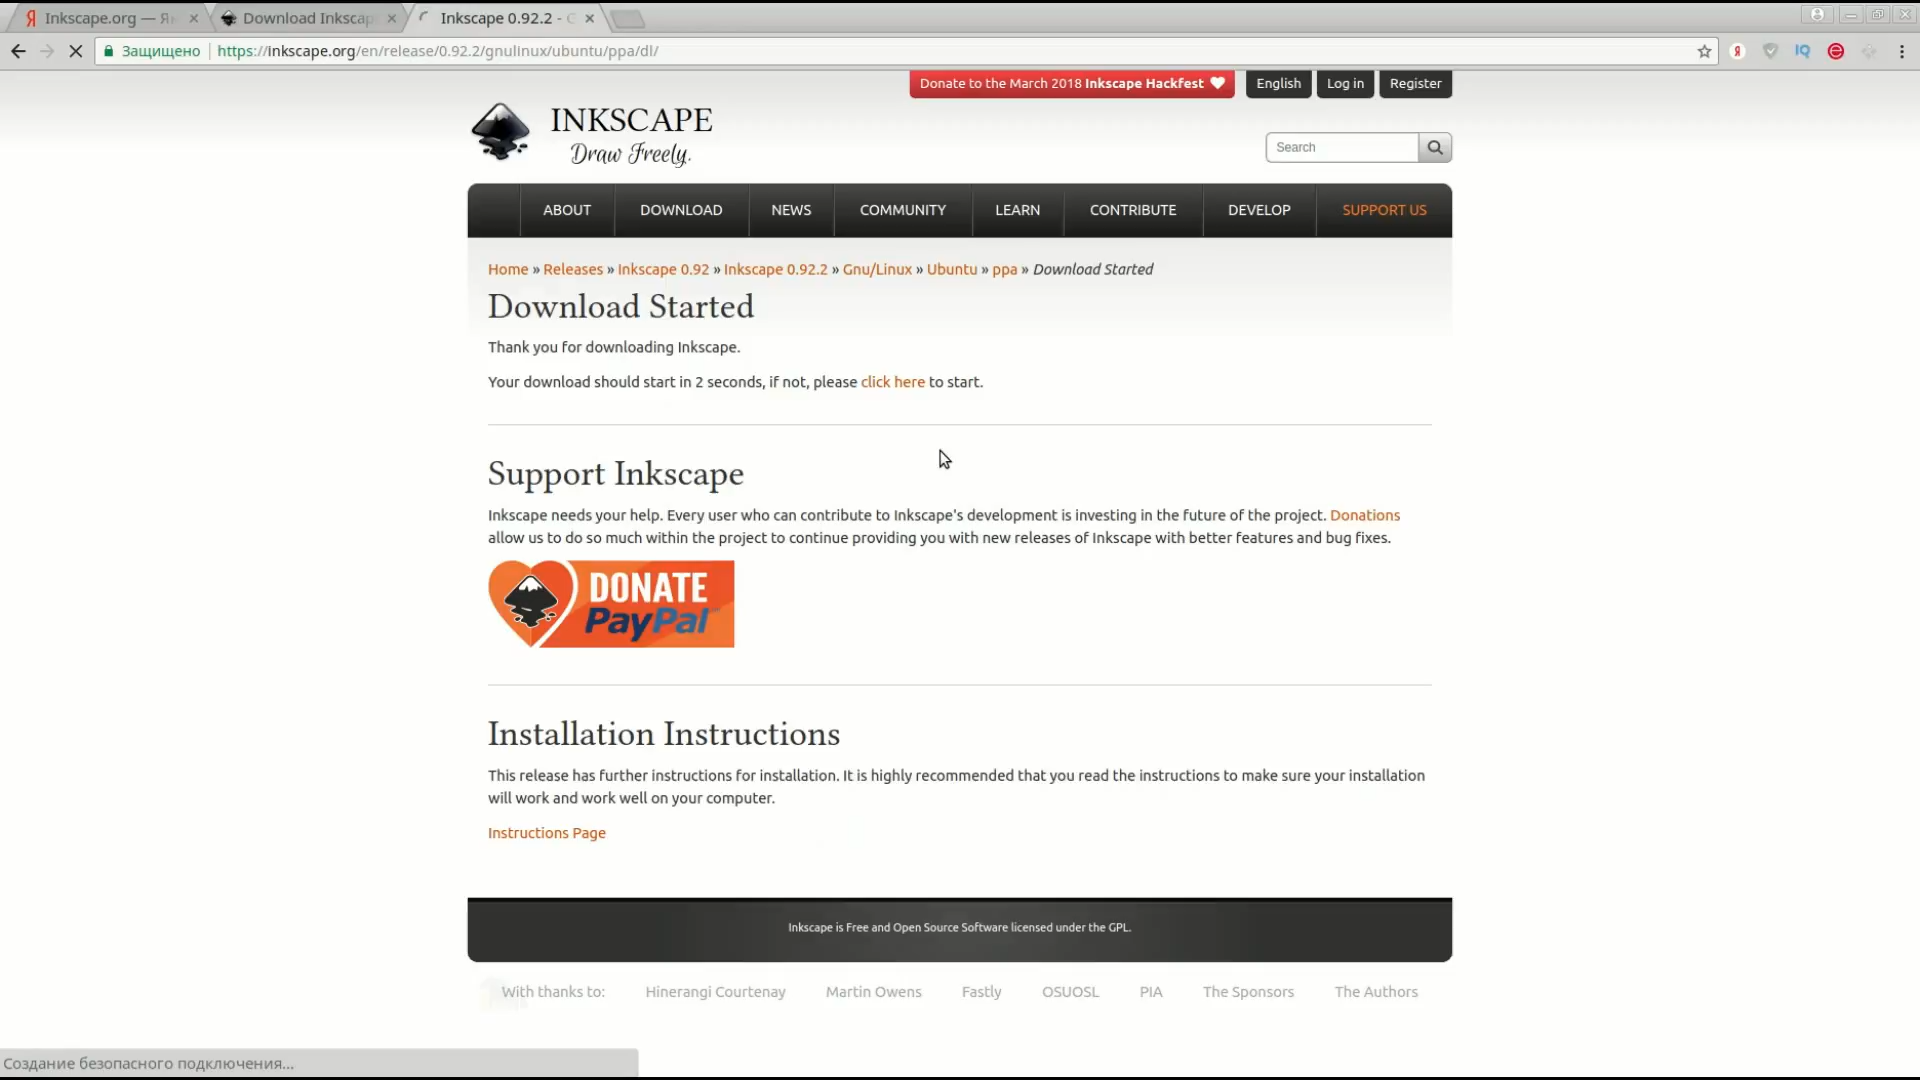 Inkscape.org — Ян
Download Inkscap
Inkscape 0.92.2 - G
Защищено
https://inkscape.org/en/release/0.92.2/gnulinux/ubuntu/ppa/dl/
Donate to the March 2018 Inkscape Hackfest
English
Log in
Register
INKSCAPE
Draw Freely.
Search
ABOUT
DOWNLOAD
NEWS
COMMUNITY
LEARN
CONTRIBUTE
DEVELOP
SUPPORT US
Home » Releases » Inkscape 0.92 » Inkscape 0.92.2 » Gnu/Linux » Ubuntu » ppa » Download Started
Download Started
Thank you for downloading Inkscape.
Your download should start in 2 seconds, if not, please click here to start.
Support Inkscape
Inkscape needs your help. Every user who can contribute to Inkscape's development is investing in the future of the project. Donations
allow us to do so much within the project to continue providing you with new releases of Inkscape with better features and bug fixes.
DONATE
PayPal
Installation Instructions
This release has further instructions for installation. It is highly recommended that you read the instructions to make sure your installation
will work and work well on your computer.
Instructions Page
Inkscape is Free and Open Source Software licensed under the GPL.
With thanks to:
Hinerangi Courtenay
Martin Owens
Fastly
OSUOSL
PIA
The Sponsors
The Authors
Создание безопасного подключения...